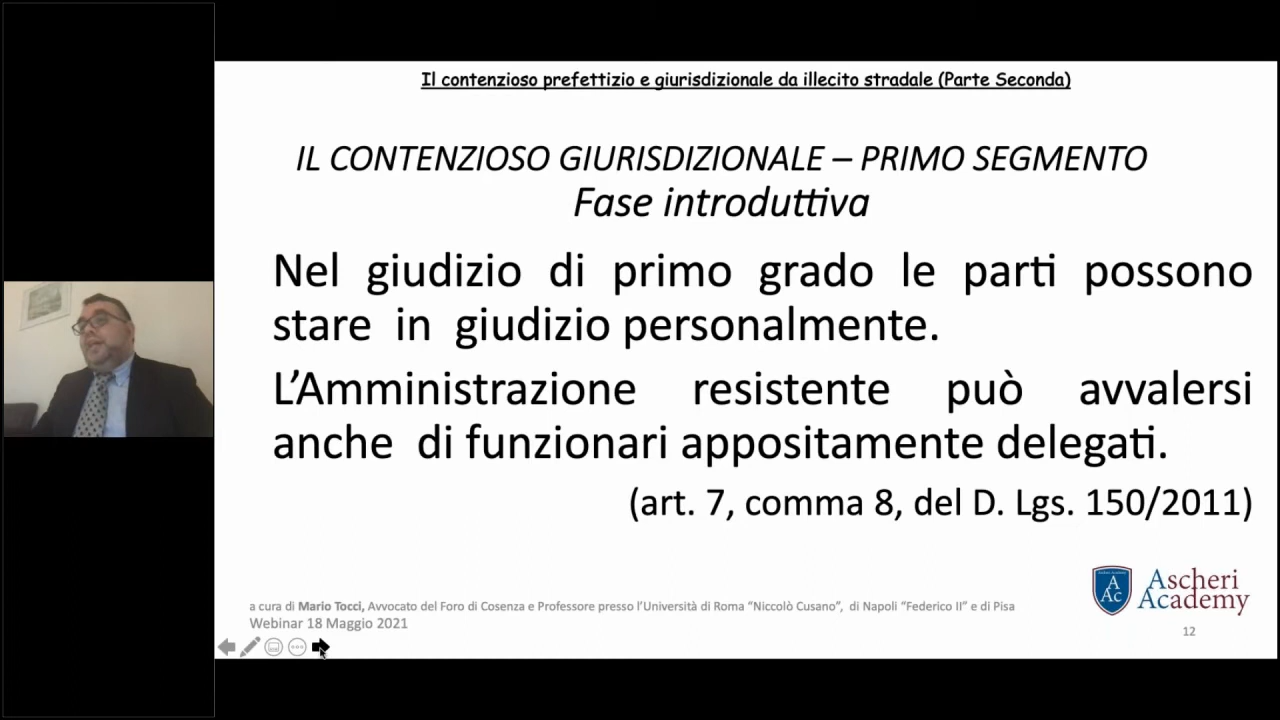 Il contenzioso prefettizio e giurisdizionale da illecito stradale (Parte Seconda)
IL CONTENZIOSO GIURISDIZIONALE – PRIMO SEGMENTO
Fase introduttiva
Nel giudizio di primo grado le parti possono
stare in giudizio personalmente.
L’Amministrazione resistente può avvalersi
anche di funzionari appositamente delegati.
(art. 7, comma 8, del D. Lgs. 150/2011)
A
Ac
Ascheri
Academy
a cura di Mario Tocci, Avvocato del Foro di Cosenza e Professore presso l’Università di Roma “Niccolò Cusano”, di Napoli “Federico II” e di Pisa
Webinar 18 Maggio 2021
12